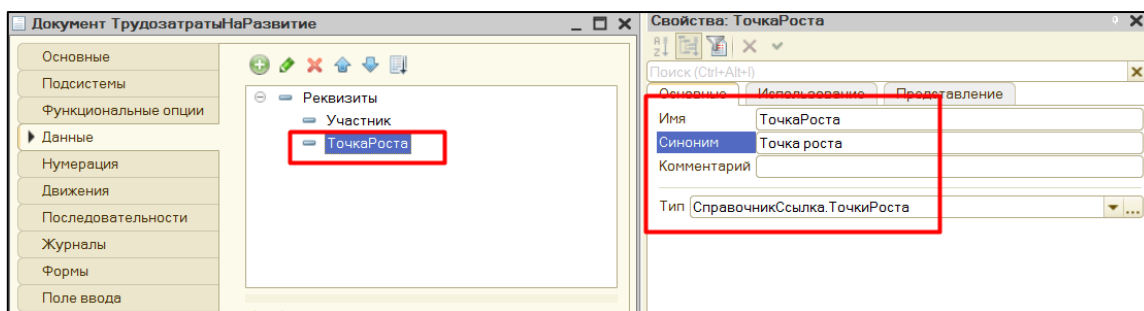 Документ ТрудозатратыНаРазвитие
Основные
Подсистемы
Функциональные опции
Данные
Нумерация
Движения
Последовательности
Журналы
Формы
Поле ввода
Реквизиты
Участник
ТочкаРоста
Свойства: ТочкаРоста
Поиск (Ctrl+Alt+I)
Основные Использование Представление
Имя ТочкаРоста
Синоним Точка роста
Комментарий
Тип СправочникСсылка.ТочкиРоста